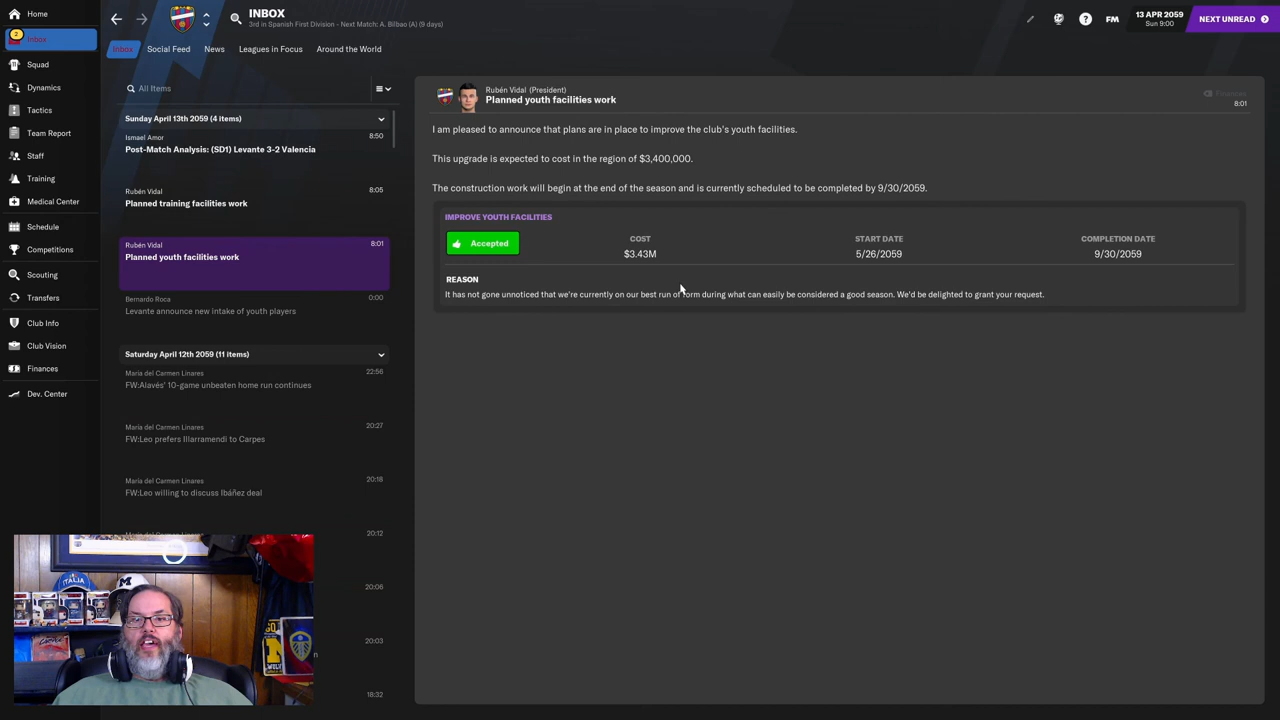 Home
INBOX
3rd in Spanish First Division - Next Match: A. Bilbao (A) (9 days)
FM
13 APR 2059
SUN 9:00
NEXT UNREAD
2
Inbox
Inbox
Social Feed
News
Leagues in Focus
Around the World
Squad
Dynamics
Tactics
Team Report
Staff
Training
Medical Center
Schedule
Competitions
Scouting
Transfers
Club Info
Club Vision
Finances
Dev. Center
All Items
Sunday April 13th 2059 (4 items)
Ismael Amor
8:50
Post-Match Analysis: (SD1) Levante 3-2 Valencia
Rubén Vidal
8:05
Planned training facilities work
Rubén Vidal
8:01
Planned youth facilities work
Bernardo Roca
0:00
Levante announce new intake of youth players
Saturday April 12th 2059 (11 items)
María del Carmen Linares
22:56
FW:Alavés' 10-game unbeaten home run continues
María del Carmen Linares
20:27
FW:Leo prefers Illarramendi to Carpes
María del Carmen Linares
20:18
FW:Leo willing to discuss Ibáñez deal
20:12
20:06
20:03
18:32
Rubén Vidal (President)
Planned youth facilities work
Finances
8:01
I am pleased to announce that plans are in place to improve the club's youth facilities.
This upgrade is expected to cost in the region of $3,400,000.
The construction work will begin at the end of the season and is currently scheduled to be completed by 9/30/2059.
IMPROVE YOUTH FACILITIES
Accepted
COST
START DATE
COMPLETION DATE
$3.43M
5/26/2059
9/30/2059
REASON
It has not gone unnoticed that we're currently on our best run of form during what can easily be considered a good season. We'd be delighted to grant your request.
ITALIA
M